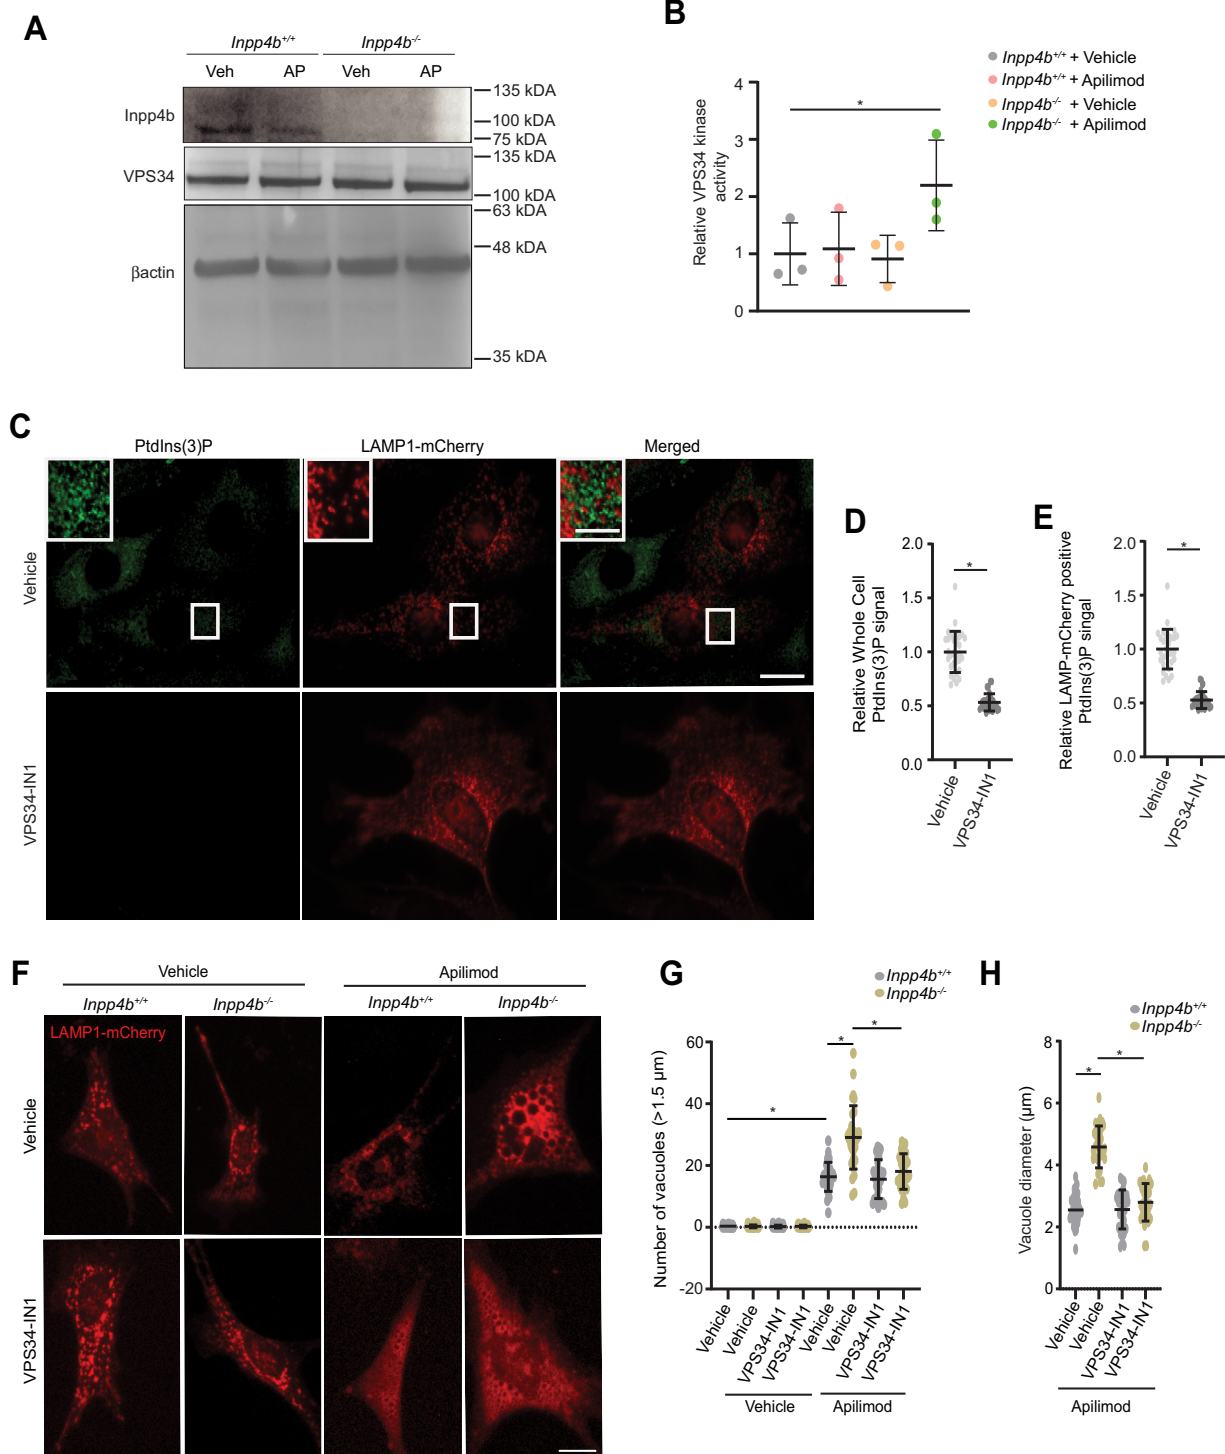 A
Inpp4b+/+ Inpp4b-/-
Veh AP Veh AP
Inpp4b
135 kDA
100 kDA
75 kDA
VPS34
135 kDA
100 kDA
βactin
63 kDA
48 kDA
35 kDA
B
Relative VPS34 kinase
activity
4
3
2
1
0
*
Inpp4b+/+ + Vehicle
Inpp4b+/+ + Apilimod
Inpp4b-/- + Vehicle
Inpp4b-/- + Apilimod
C
PtdIns(3)P LAMP1-mCherry Merged
Vehicle
VPS34-IN1
D
Relative Whole Cell
PtdIns(3)P signal
2.0
1.5
1.0
0.5
0.0
*
Vehicle
VPS34-IN1
E
Relative LAMP-mCherry positive
PtdIns(3)P singal
2.0
1.5
1.0
0.5
0.0
*
Vehicle
VPS34-IN1
F
Vehicle Apilimod
Inpp4b+/+ Inpp4b-/- Inpp4b+/+ Inpp4b-/-
LAMP1-mCherry
Vehicle
VPS34-IN1
G
Inpp4b+/+
Inpp4b-/-
Number of vacuoles (>1.5 μm)
60
40
20
0
-20
*
*
*
Vehicle
Vehicle
VPS34-IN1
VPS34-IN1
Vehicle
Vehicle
VPS34-IN1
VPS34-IN1
Vehicle Apilimod
H
Inpp4b+/+
Inpp4b-/-
Vacuole diameter (μm)
8
6
4
2
0
*
*
Vehicle
Vehicle
VPS34-IN1
VPS34-IN1
Apilimod